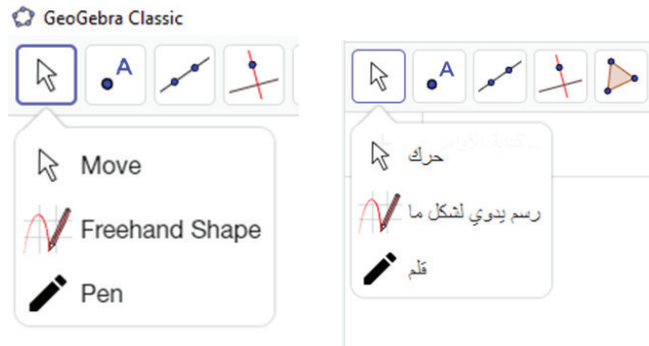 GeoGebra Classic
A
Move
Freehand Shape
Pen
A
حرك
رسم يدوي لشكل ما
قلم